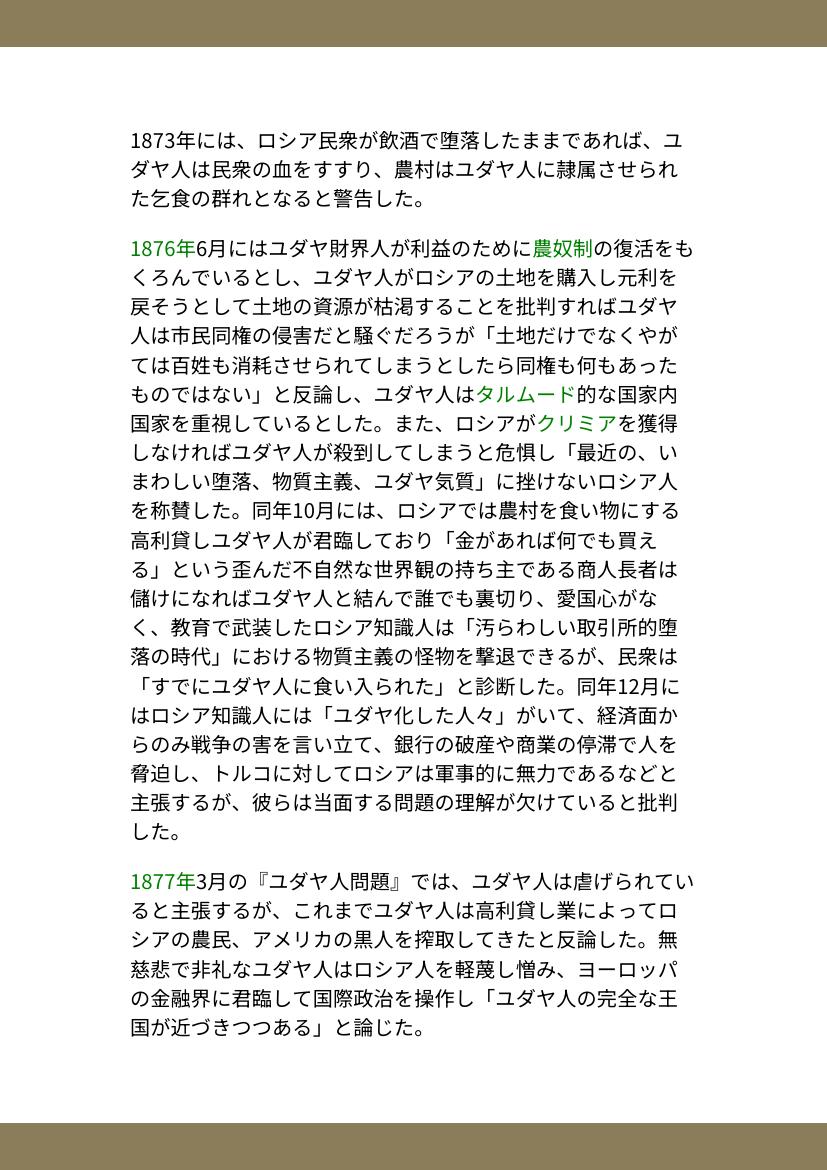 1873年には、ロシア民衆が飲酒で堕落したままであれば、ユ
ダヤ人は民衆の血をすすり、農村はユダヤ人に隷属させられ
た乞食の群れとなると警告した。
1876年6月にはユダヤ財界人が利益のために農奴制の復活をも
くろんでいるとし、ユダヤ人がロシアの土地を購入し元利を
戻そうとして土地の資源が枯渇することを批判すればユダヤ
人は市民同権の侵害だと騒ぐだろうが「土地だけでなくやが
ては百姓も消耗させられてしまうとしたら同権も何もあった
ものではない」と反論し、ユダヤ人はタルムード的な国家内
国家を重視しているとした。また、ロシアがクリミアを獲得
しなければユダヤ人が殺到してしまうと危惧し「最近の、い
まわしい堕落、物質主義、ユダヤ気質」に挫けないロシア人
を称賛した。同年10月には、ロシアでは農村を食い物にする
高利貸しユダヤ人が君臨しており「金があれば何でも買え
る」という歪んだ不自然な世界観の持ち主である商人長者は
儲けになればユダヤ人と結んで誰でも裏切り、愛国心がな
く、教育で武装したロシア知識人は「汚らわしい取引所的堕
落の時代」における物質主義の怪物を撃退できるが、民衆は
「すでにユダヤ人に食い入られた」と診断した。同年12月に
はロシア知識人には「ユダヤ化した人々」がいて、経済面か
らのみ戦争の害を言い立て、銀行の破産や商業の停滞で人を
脅迫し、トルコに対してロシアは軍事的に無力であるなどと
主張するが、彼らは当面する問題の理解が欠けていると批判
した。
1877年3月の『ユダヤ人問題』では、ユダヤ人は虐げられてい
ると主張するが、これまでユダヤ人は高利貸し業によってロ
シアの農民、アメリカの黒人を搾取してきたと反論した。無
慈悲で非礼なユダヤ人はロシア人を軽蔑し憎み、ヨーロッパ
の金融界に君臨して国際政治を操作し「ユダヤ人の完全な王
国が近づきつつある」と論じた。